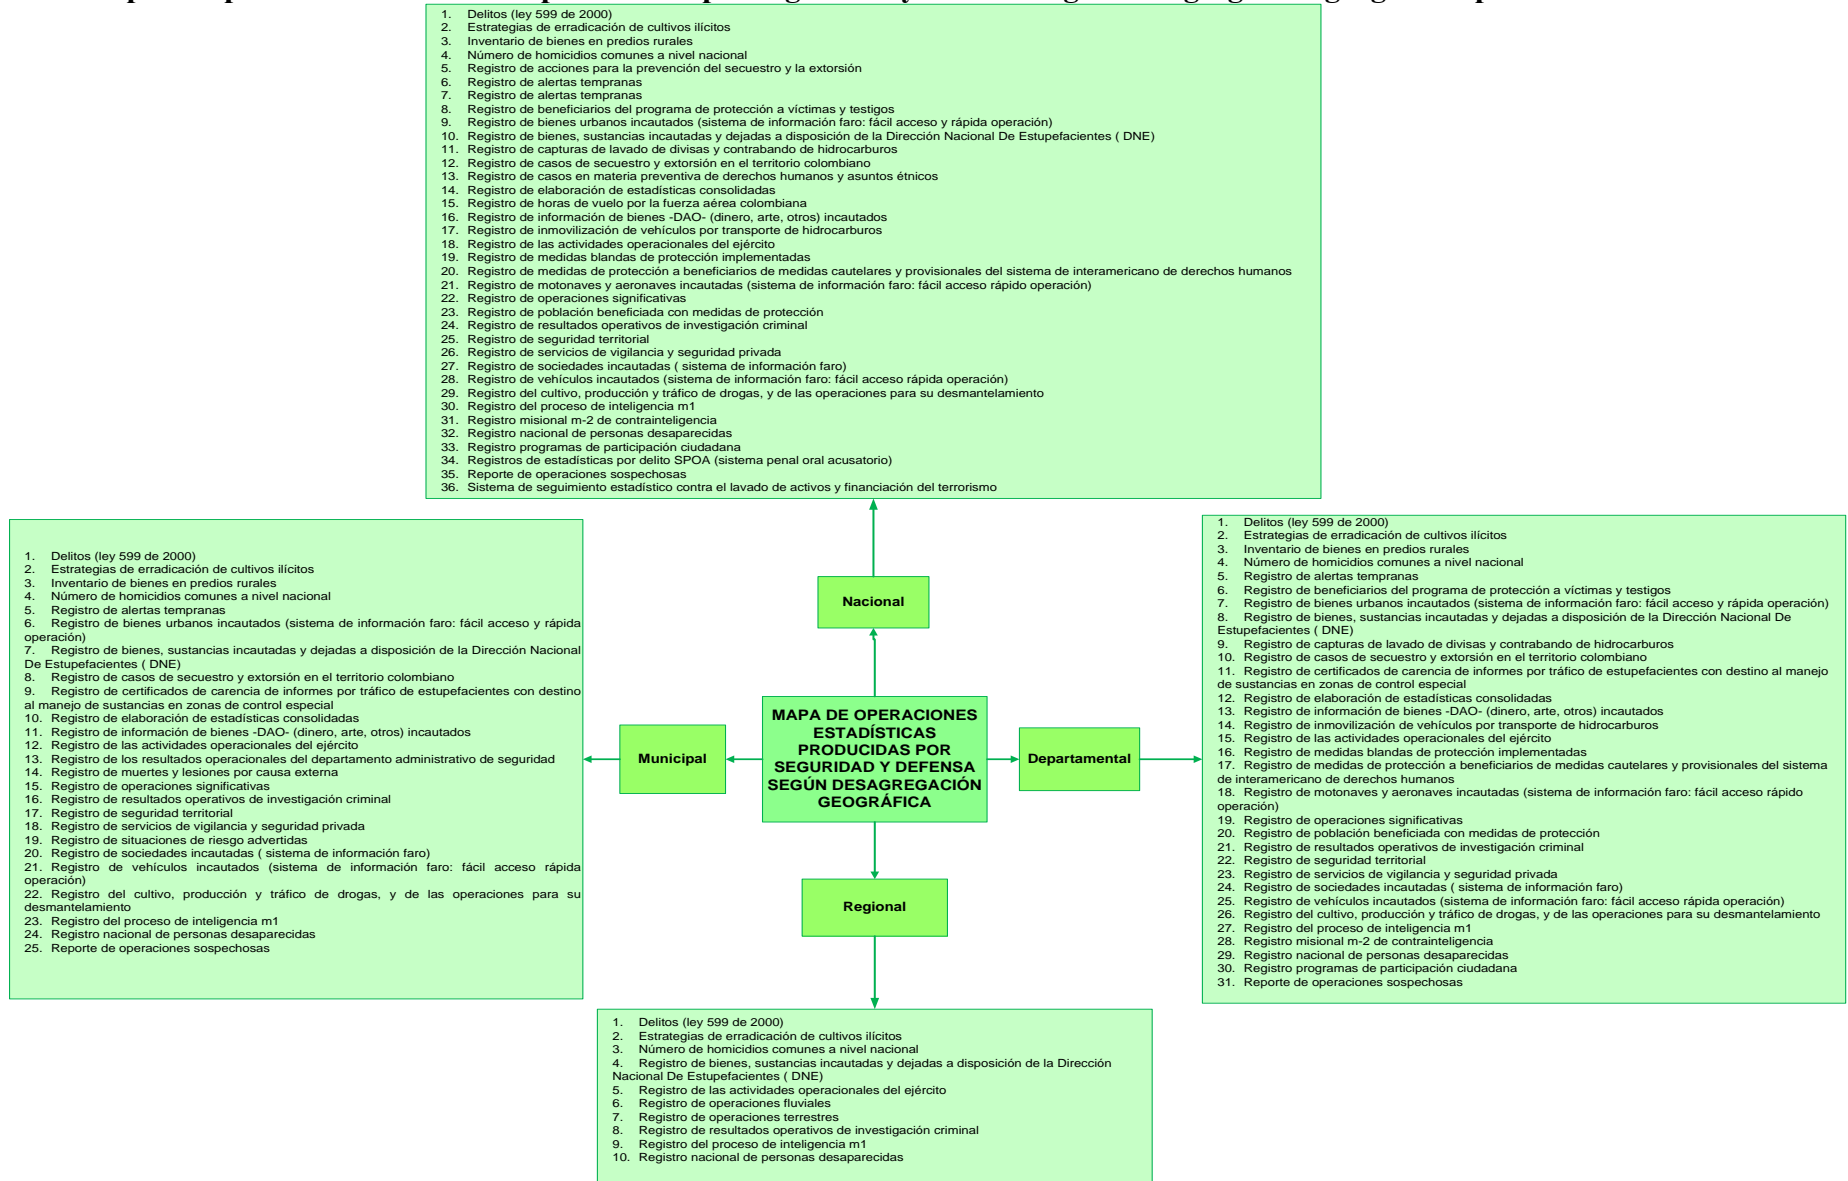 1. Delitos (ley 599 de 2000)
2. Estrategias de erradicación de cultivos ilícitos
3. Inventario de bienes en predios rurales
4. Número de homicidios comunes a nivel nacional
5. Registro de acciones para la prevención del secuestro y la extorsión
6. Registro de alertas tempranas
7. Registro de alertas tempranas
8. Registro de beneficiarios del programa de protección a víctimas y testigos
9. Registro de bienes urbanos incautados (sistema de información faro: fácil acceso y rápida operación)
10. Registro de bienes, sustancias incautadas y dejadas a disposición de la Dirección Nacional De Estupefacientes ( DNE)
11. Registro de capturas de lavado de divisas y contrabando de hidrocarburos
12. Registro de casos de secuestro y extorsión en el territorio colombiano
13. Registro de casos en materia preventiva de derechos humanos y asuntos étnicos
14. Registro de elaboración de estadísticas consolidadas
15. Registro de horas de vuelo por la fuerza aérea colombiana
16. Registro de información de bienes -DAO- (dinero, arte, otros) incautados
17. Registro de inmovilización de vehículos por transporte de hidrocarburos
18. Registro de las actividades operacionales del ejército
19. Registro de medidas blandas de protección implementadas
20. Registro de medidas de protección a beneficiarios de medidas cautelares y provisionales del sistema de interamericano de derechos humanos
21. Registro de motonaves y aeronaves incautadas (sistema de información faro: fácil acceso rápido operación)
22. Registro de operaciones significativas
23. Registro de población beneficiada con medidas de protección
24. Registro de resultados operativos de investigación criminal
25. Registro de seguridad territorial
26. Registro de servicios de vigilancia y seguridad privada
27. Registro de sociedades incautadas ( sistema de información faro)
28. Registro de vehículos incautados (sistema de información faro: fácil acceso rápida operación)
29. Registro del cultivo, producción y tráfico de drogas, y de las operaciones para su desmantelamiento
30. Registro del proceso de inteligencia m1
31. Registro misional m-2 de contrainteligencia
32. Registro nacional de personas desaparecidas
33. Registro programas de participación ciudadana
34. Registros de estadísticas por delito SPOA (sistema penal oral acusatorio)
35. Reporte de operaciones sospechosas
36. Sistema de seguimiento estadístico contra el lavado de activos y financiación del terrorismo
1. Delitos (ley 599 de 2000)
2. Estrategias de erradicación de cultivos ilícitos
3. Inventario de bienes en predios rurales
4. Número de homicidios comunes a nivel nacional
5. Registro de alertas tempranas
6. Registro de bienes urbanos incautados (sistema de información faro: fácil acceso y rápida
operación)
7. Registro de bienes, sustancias incautadas y dejadas a disposición de la Dirección Nacional
De Estupefacientes ( DNE)
8. Registro de casos de secuestro y extorsión en el territorio colombiano
9. Registro de certificados de carencia de informes por tráfico de estupefacientes con destino
al manejo de sustancias en zonas de control especial
10. Registro de elaboración de estadísticas consolidadas
11. Registro de información de bienes -DAO- (dinero, arte, otros) incautados
12. Registro de las actividades operacionales del ejército
13. Registro de los resultados operacionales del departamento administrativo de seguridad
14. Registro de muertes y lesiones por causa externa
15. Registro de operaciones significativas
16. Registro de resultados operativos de investigación criminal
17. Registro de seguridad territorial
18. Registro de servicios de vigilancia y seguridad privada
19. Registro de situaciones de riesgo advertidas
20. Registro de sociedades incautadas ( sistema de información faro)
21. Registro de vehículos incautados (sistema de información faro: fácil acceso rápida
operación)
22. Registro del cultivo, producción y tráfico de drogas, y de las operaciones para su
desmantelamiento
23. Registro del proceso de inteligencia m1
24. Registro nacional de personas desaparecidas
25. Reporte de operaciones sospechosas
Nacional
Municipal
MAPA DE OPERACIONES
ESTADÍSTICAS
PRODUCIDAS POR
SEGURIDAD Y DEFENSA
SEGÚN DESAGREGACIÓN
GEOGRÁFICA
Departamental
Regional
1. Delitos (ley 599 de 2000)
2. Estrategias de erradicación de cultivos ilícitos
3. Inventario de bienes en predios rurales
4. Número de homicidios comunes a nivel nacional
5. Registro de alertas tempranas
6. Registro de beneficiarios del programa de protección a víctimas y testigos
7. Registro de bienes urbanos incautados (sistema de información faro: fácil acceso y rápida operación)
8. Registro de bienes, sustancias incautadas y dejadas a disposición de la Dirección Nacional De
Estupefacientes ( DNE)
9. Registro de capturas de lavado de divisas y contrabando de hidrocarburos
10. Registro de casos de secuestro y extorsión en el territorio colombiano
11. Registro de certificados de carencia de informes por tráfico de estupefacientes con destino al manejo
de sustancias en zonas de control especial
12. Registro de elaboración de estadísticas consolidadas
13. Registro de información de bienes -DAO- (dinero, arte, otros) incautados
14. Registro de inmovilización de vehículos por transporte de hidrocarburos
15. Registro de las actividades operacionales del ejército
16. Registro de medidas blandas de protección implementadas
17. Registro de medidas de protección a beneficiarios de medidas cautelares y provisionales del sistema
de interamericano de derechos humanos
18. Registro de motonaves y aeronaves incautadas (sistema de información faro: fácil acceso rápido
operación)
19. Registro de operaciones significativas
20. Registro de población beneficiada con medidas de protección
21. Registro de resultados operativos de investigación criminal
22. Registro de seguridad territorial
23. Registro de servicios de vigilancia y seguridad privada
24. Registro de sociedades incautadas ( sistema de información faro)
25. Registro de vehículos incautados (sistema de información faro: fácil acceso rápida operación)
26. Registro del cultivo, producción y tráfico de drogas, y de las operaciones para su desmantelamiento
27. Registro del proceso de inteligencia m1
28. Registro misional m-2 de contrainteligencia
29. Registro nacional de personas desaparecidas
30. Registro programas de participación ciudadana
31. Reporte de operaciones sospechosas
1. Delitos (ley 599 de 2000)
2. Estrategias de erradicación de cultivos ilícitos
3. Número de homicidios comunes a nivel nacional
4. Registro de bienes, sustancias incautadas y dejadas a disposición de la Dirección
Nacional De Estupefacientes ( DNE)
5. Registro de las actividades operacionales del ejército
6. Registro de operaciones fluviales
7. Registro de operaciones terrestres
8. Registro de resultados operativos de investigación criminal
9. Registro del proceso de inteligencia m1
10. Registro nacional de personas desaparecidas